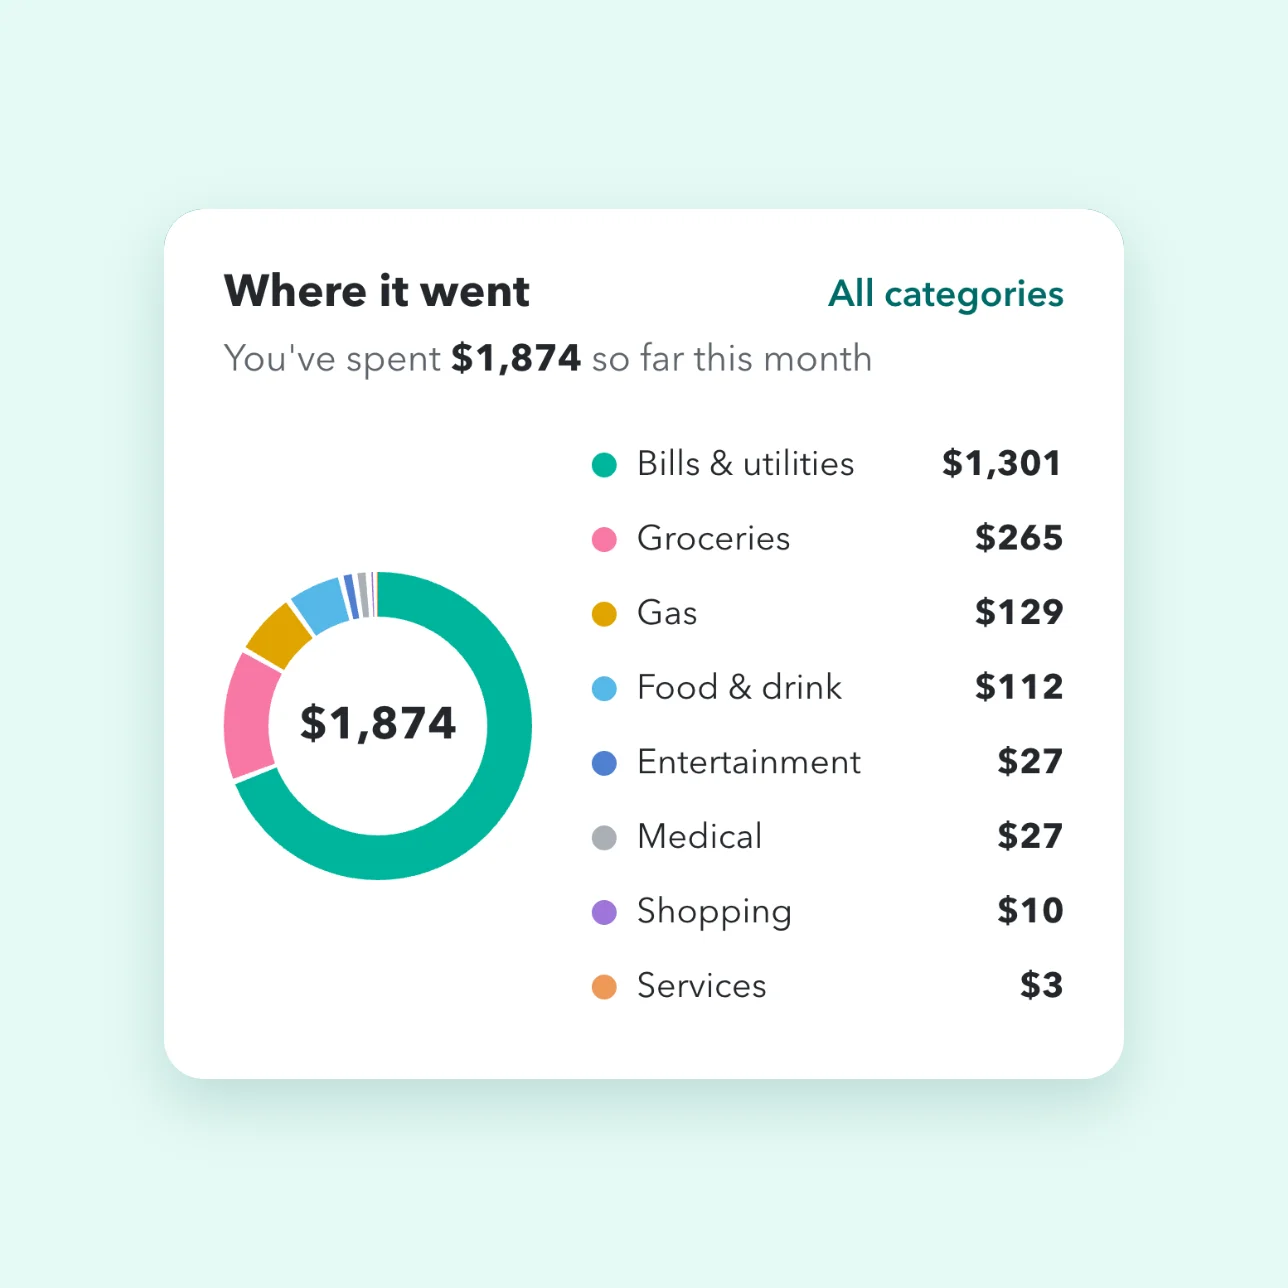 Where it went
All categories
You've spent $1,874 so far this month
Bills & utilities $1,301
Groceries $265
Gas $129
Food & drink $112
Entertainment $27
Medical $27
Shopping $10
Services $3
$1,874